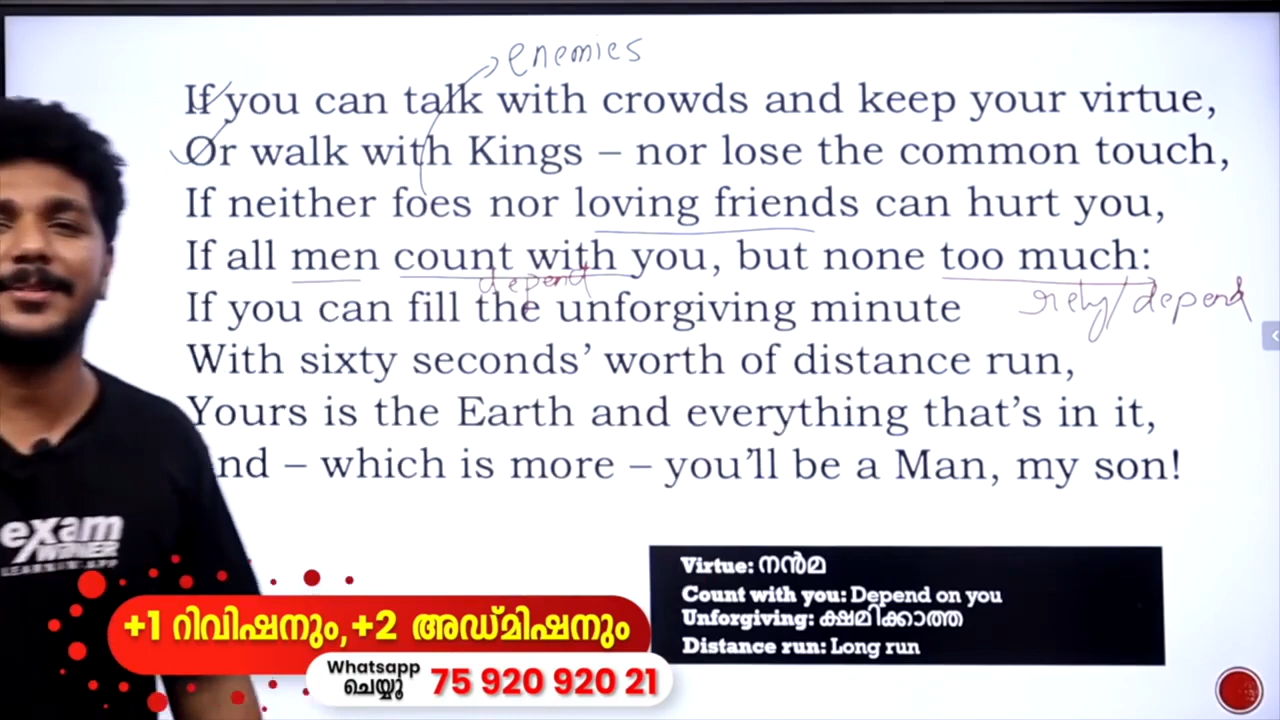 enemies
If you can talk with crowds and keep your virtue,
Or walk with Kings – nor lose the common touch,
If neither foes nor loving friends can hurt you,
If all men count with you, but none too much:
depend
rely/depend
If you can fill the unforgiving minute
With sixty seconds’ worth of distance run,
Yours is the Earth and everything that’s in it,
nd – which is more – you’ll be a Man, my son!
exam
WINNER
LEARNING APP
Virtue: നൻമ
Count with you: Depend on you
Unforgiving: ക്ഷമിക്കാത്ത
Distance run: Long run
+1 റിവിഷനും,+2 അഡ്മിഷനും
Whatsapp
ചെയ്യൂ
75 920 920 21